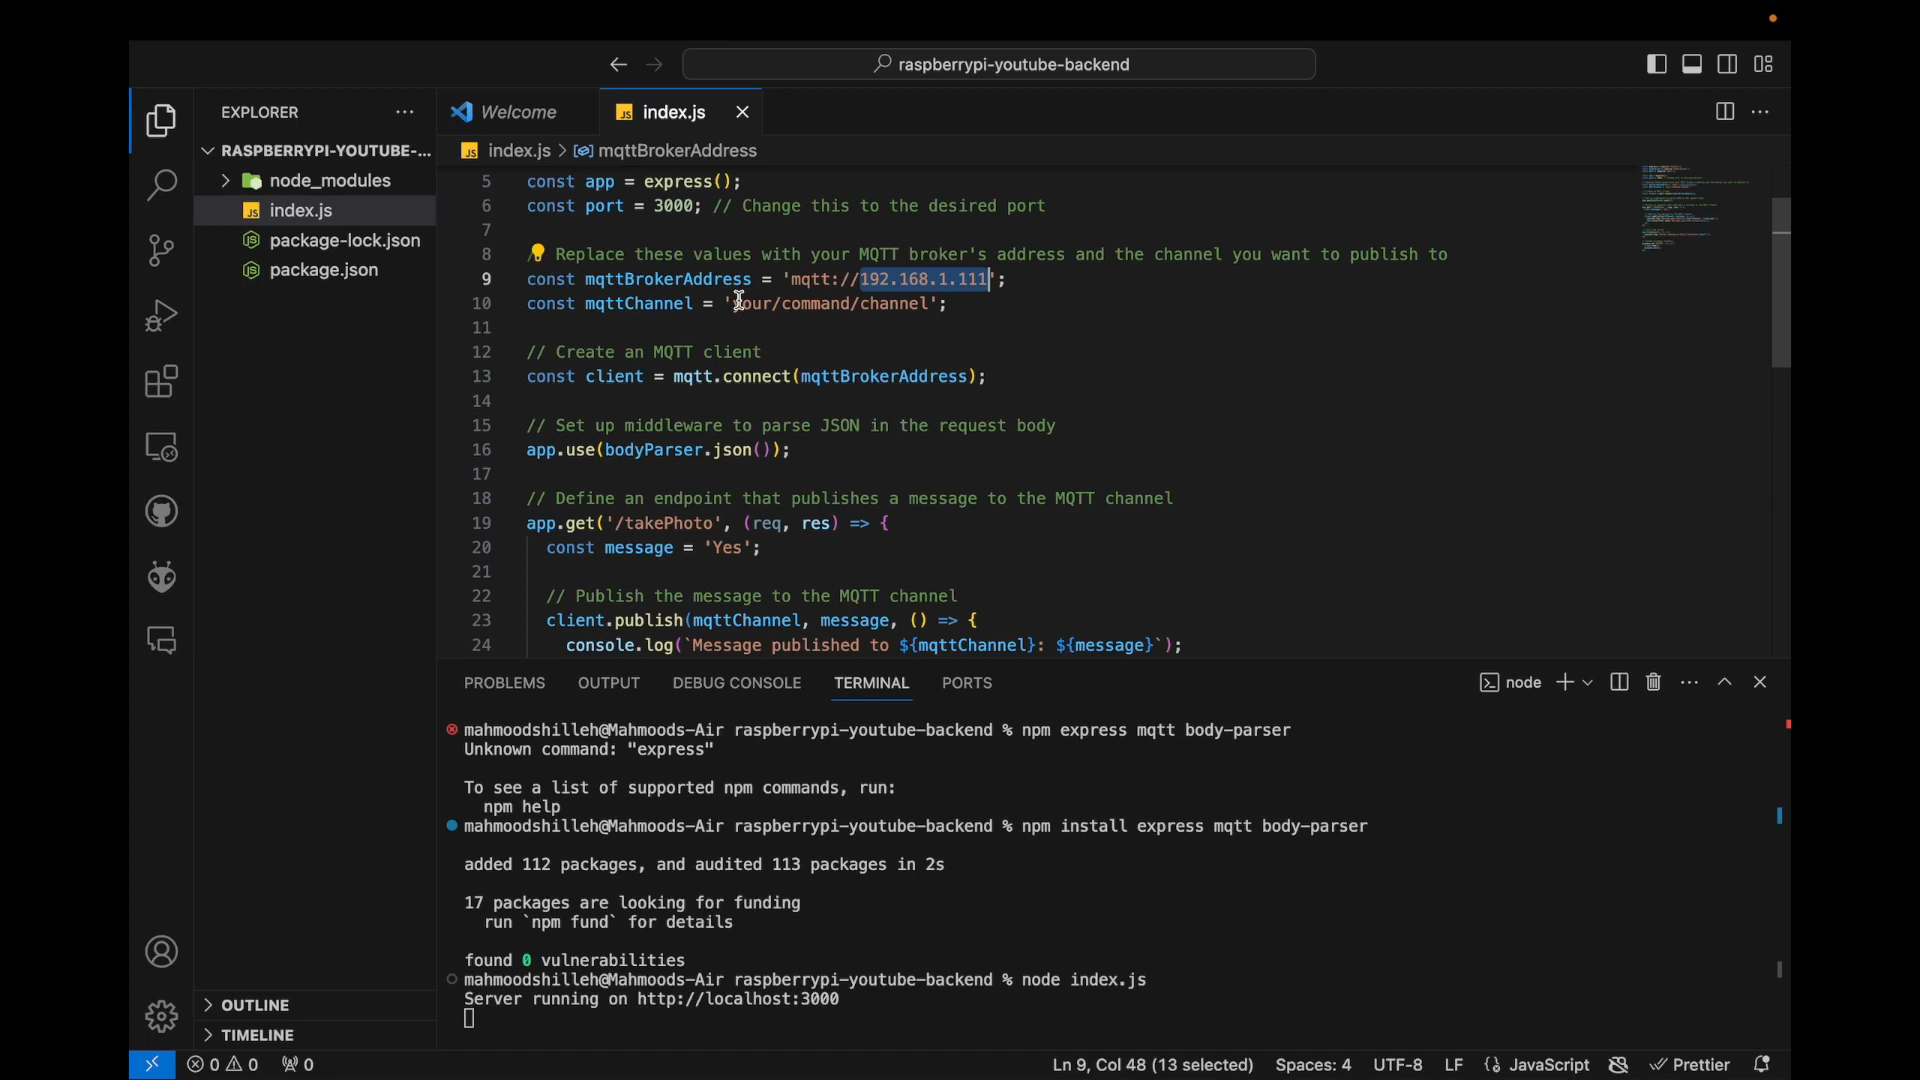 raspberrypi-youtube-backend
EXPLORER
Welcome
index.js
RASPBERRYPI-YOUTUBE-...
index.js > mqttBrokerAddress
node_modules
index.js
package-lock.json
package.json
5 const app = express();
6 const port = 3000; // Change this to the desired port
7
8 / Replace these values with your MQTT broker's address and the channel you want to publish to
9 const mqttBrokerAddress = 'mqtt://192.168.1.111';
10 const mqttChannel = 'your/command/channel';
11
12 // Create an MQTT client
13 const client = mqtt.connect(mqttBrokerAddress);
14
15 // Set up middleware to parse JSON in the request body
16 app.use(bodyParser.json());
17
18 // Define an endpoint that publishes a message to the MQTT channel
19 app.get('/takePhoto', (req, res) => {
20 const message = 'Yes';
21
22 // Publish the message to the MQTT channel
23 client.publish(mqttChannel, message, () => {
24 console.log(`Message published to ${mqttChannel}: ${message}`);
PROBLEMS OUTPUT DEBUG CONSOLE TERMINAL PORTS
node
mahmoodshilleh@Mahmoods-Air raspberrypi-youtube-backend % npm express mqtt body-parser
Unknown command: "express"
To see a list of supported npm commands, run:
npm help
mahmoodshilleh@Mahmoods-Air raspberrypi-youtube-backend % npm install express mqtt body-parser
added 112 packages, and audited 113 packages in 2s
17 packages are looking for funding
run `npm fund` for details
found 0 vulnerabilities
mahmoodshilleh@Mahmoods-Air raspberrypi-youtube-backend % node index.js
Server running on http://localhost:3000
OUTLINE
TIMELINE
0 0 0 Ln 9, Col 48 (13 selected) Spaces: 4 UTF-8 LF {} JavaScript Prettier